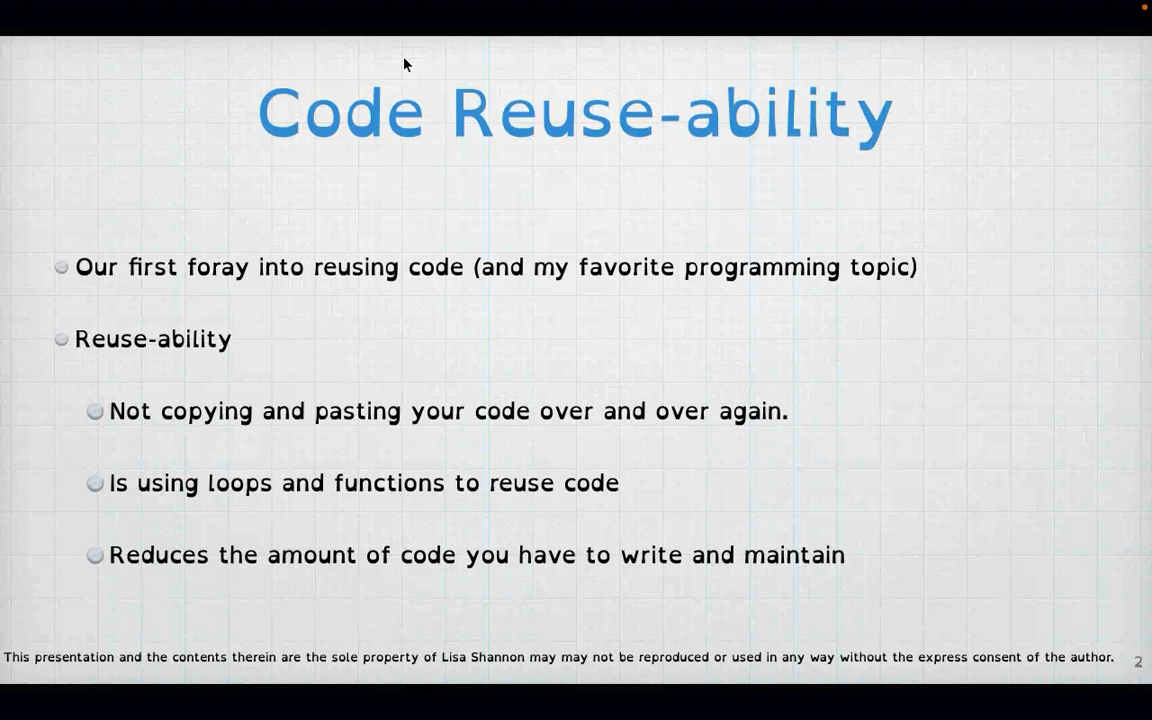 Code Reuse-ability
Our first foray into reusing code (and my favorite programming topic)
Reuse-ability
Not copying and pasting your code over and over again.
Is using loops and functions to reuse code
Reduces the amount of code you have to write and maintain
This presentation and the contents therein are the sole property of Lisa Shannon may may not be reproduced or used in any way without the express consent of the author.
2